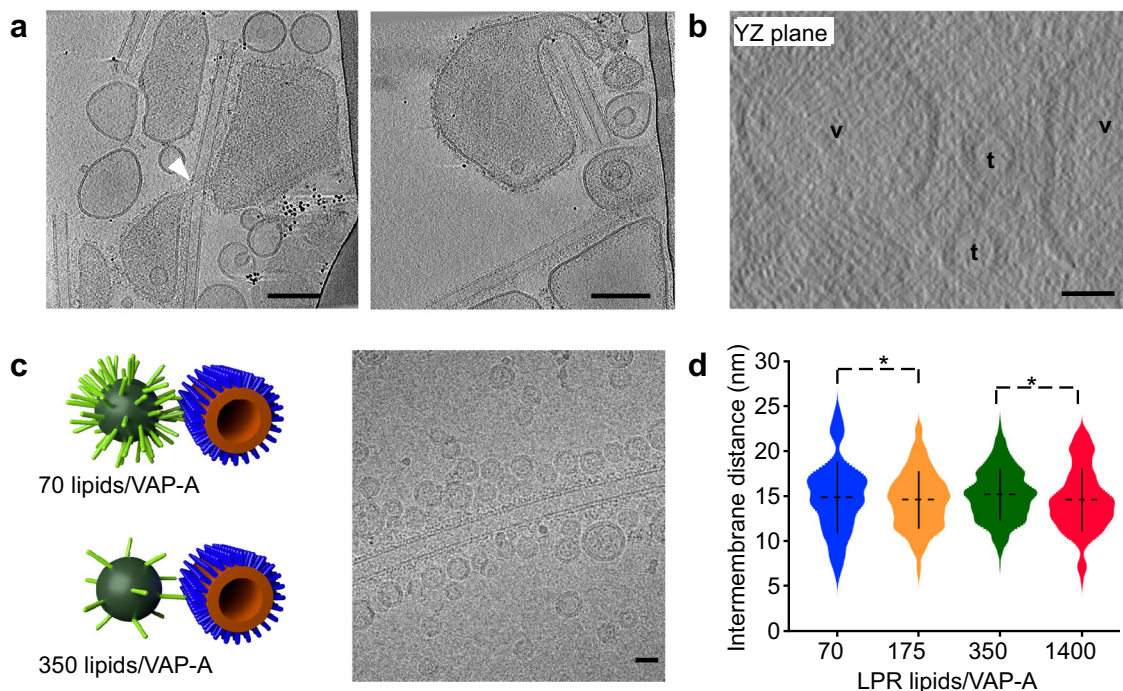 a
b
YZ plane
v
v
t
t
c
70 lipids/VAP-A
350 lipids/VAP-A
d
Intermembrane distance (nm)
30
25
20
15
10
5
0
*
*
70 175 350 1400
LPR lipids/VAP-A